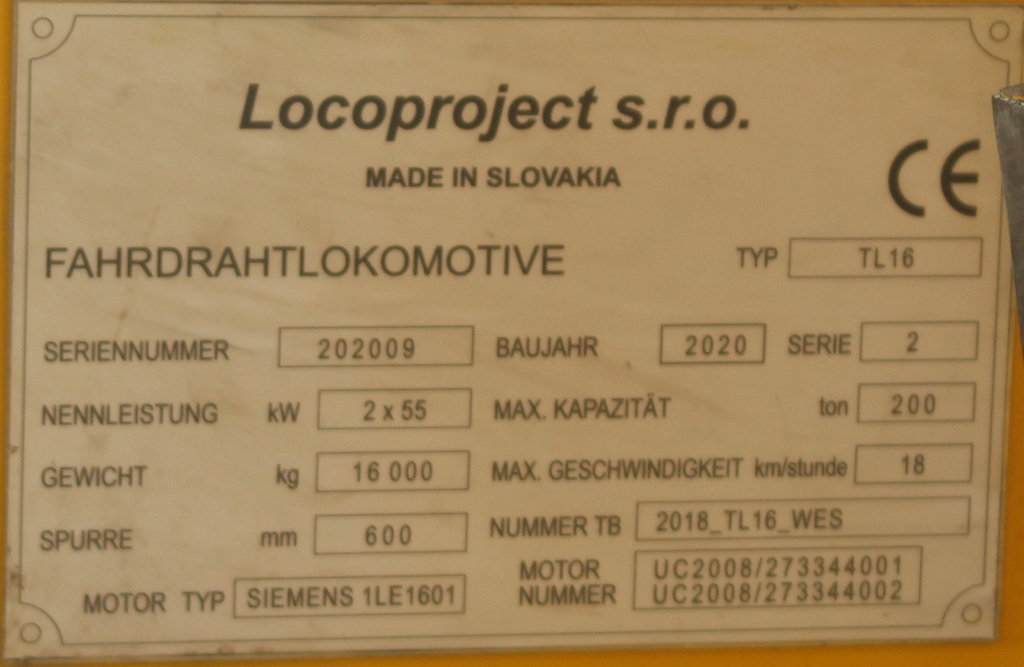 Locoproject s.r.o.
MADE IN SLOVAKIA
CE
FAHRDRAHTLOKOMOTIVE TYP TL16
SERIENNUMMER 202009 BAUJAHR 2020 SERIE 2
NENNLEISTUNG kW 2 x 55 MAX. KAPAZITÄT ton 200
GEWICHT kg 16 000 MAX. GESCHWINDIGKEIT km/stunde 18
SPURRE mm 600 NUMMER TB 2018_TL16_WES
MOTOR TYP SIEMENS 1LE1601 MOTOR NUMMER UC2008/273344001
UC2008/273344002